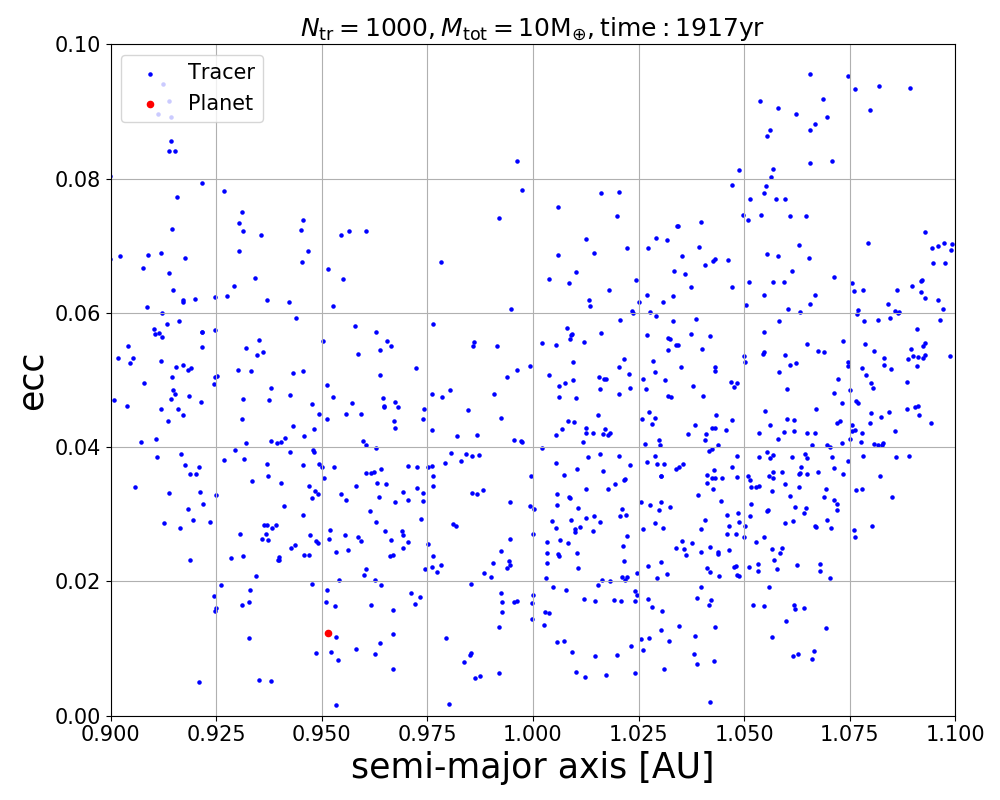 N_tr = 1000, M_tot = 10M_⊕, time : 1917yr
Tracer
Planet
ecc
0.10
0.08
0.06
0.04
0.02
0.00
0.900 0.925 0.950 0.975 1.000 1.025 1.050 1.075 1.100
semi-major axis [AU]